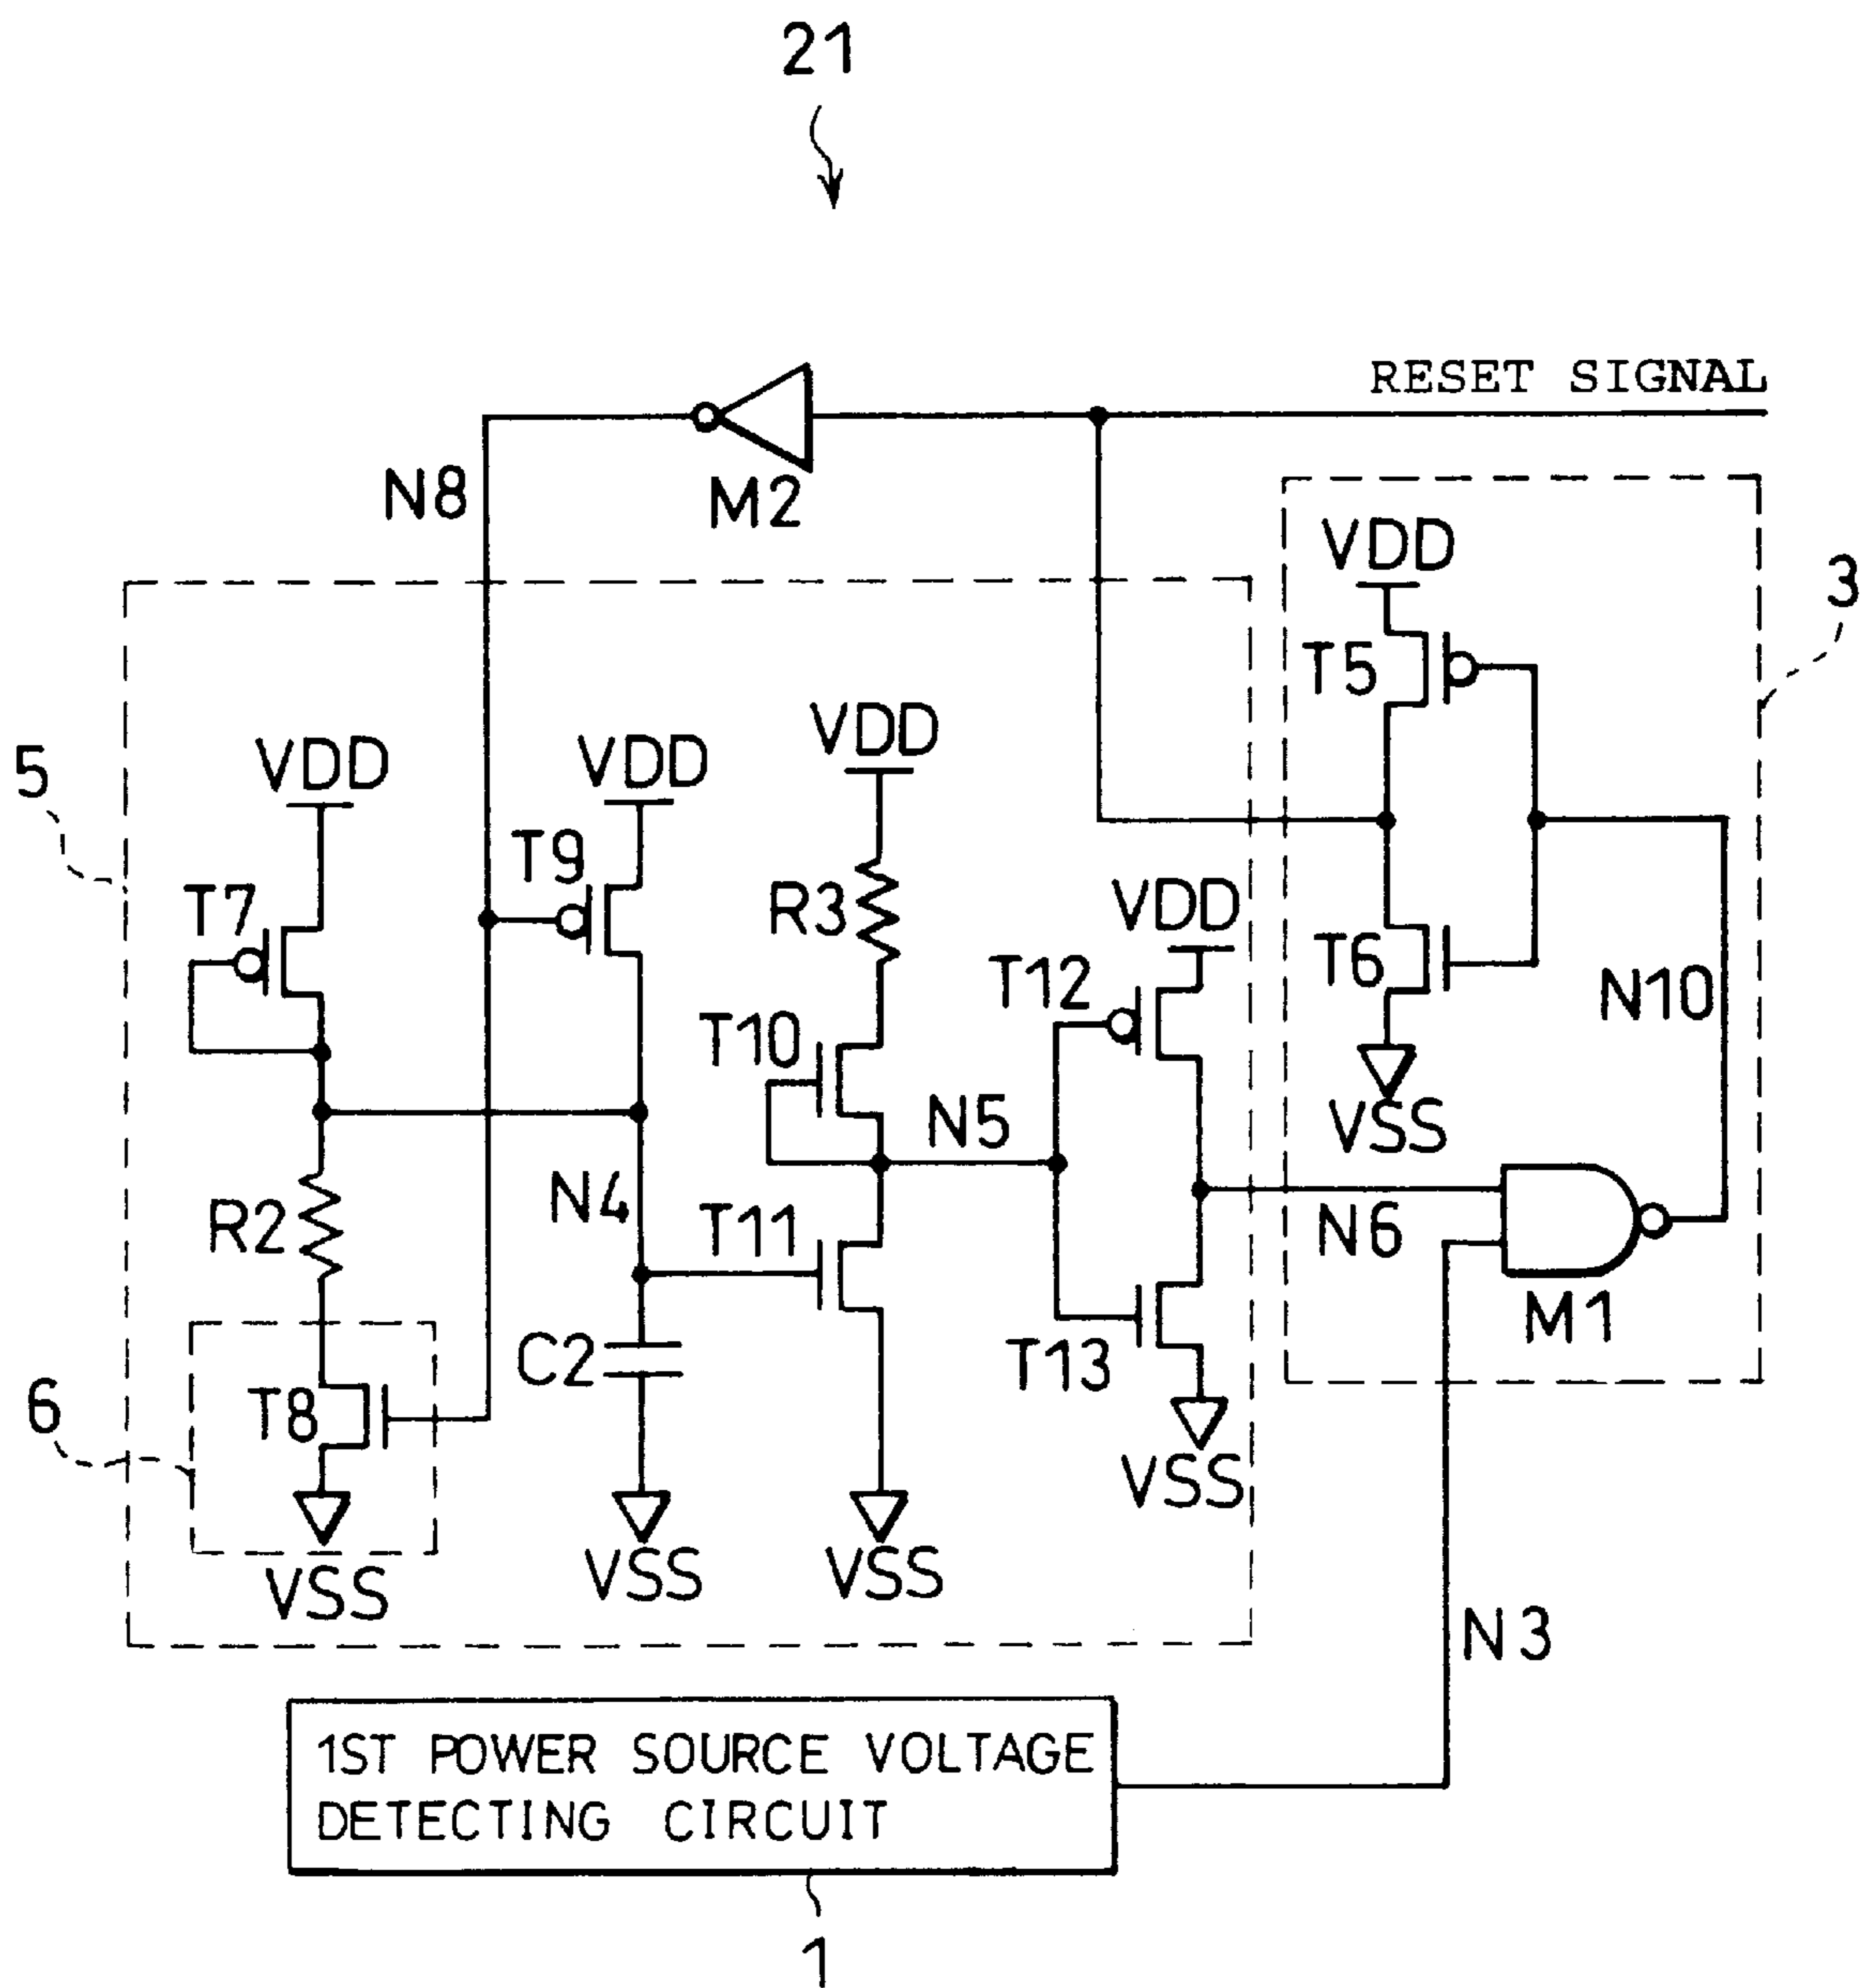 21
RESET SIGNAL
N8
M2
VDD
3
T5
VDD
VDD
VDD
5
T9
T7
R3
VDD
T6
T12
N10
T10
N5
VSS
N4
R2
T11
N6
M1
C2
T13
6
T8
VSS
VSS
VSS
VSS
N3
1ST POWER SOURCE VOLTAGE
DETECTING CIRCUIT
1